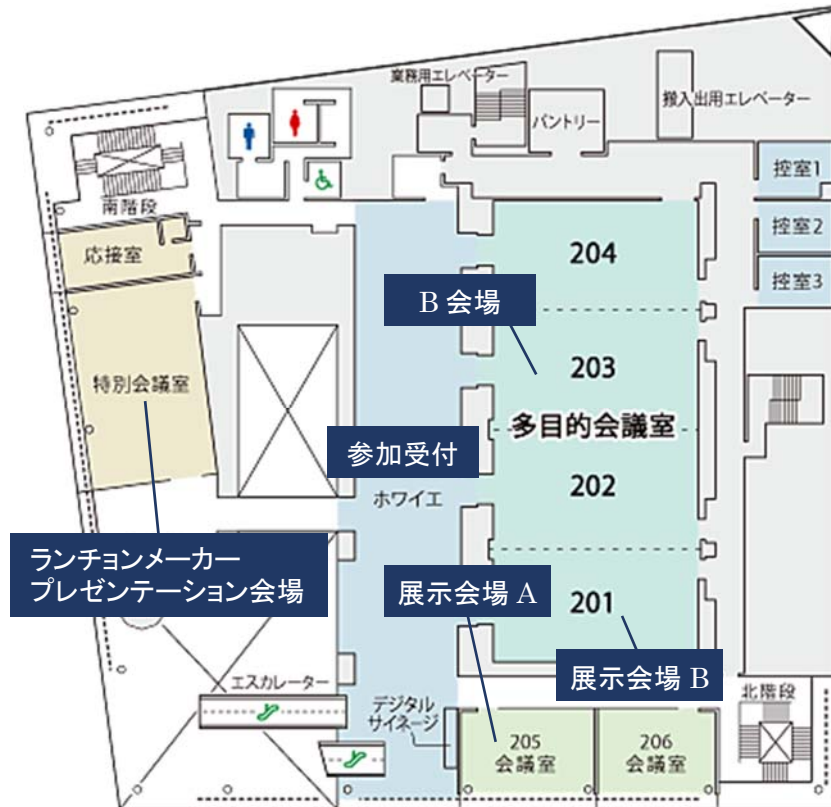 業務用エレベーター
搬入出用エレベーター
パントリー
控室1
南階段
204
控室2
応接室
控室3
B 会場
203
特別会議室
多目的会議室
参加受付
202
ホワイエ
ランチョンメーカー
プレゼンテーション会場
展示会場 A
201
展示会場 B
エスカレーター
北階段
デジタル
サイネージ
205
会議室
206
会議室